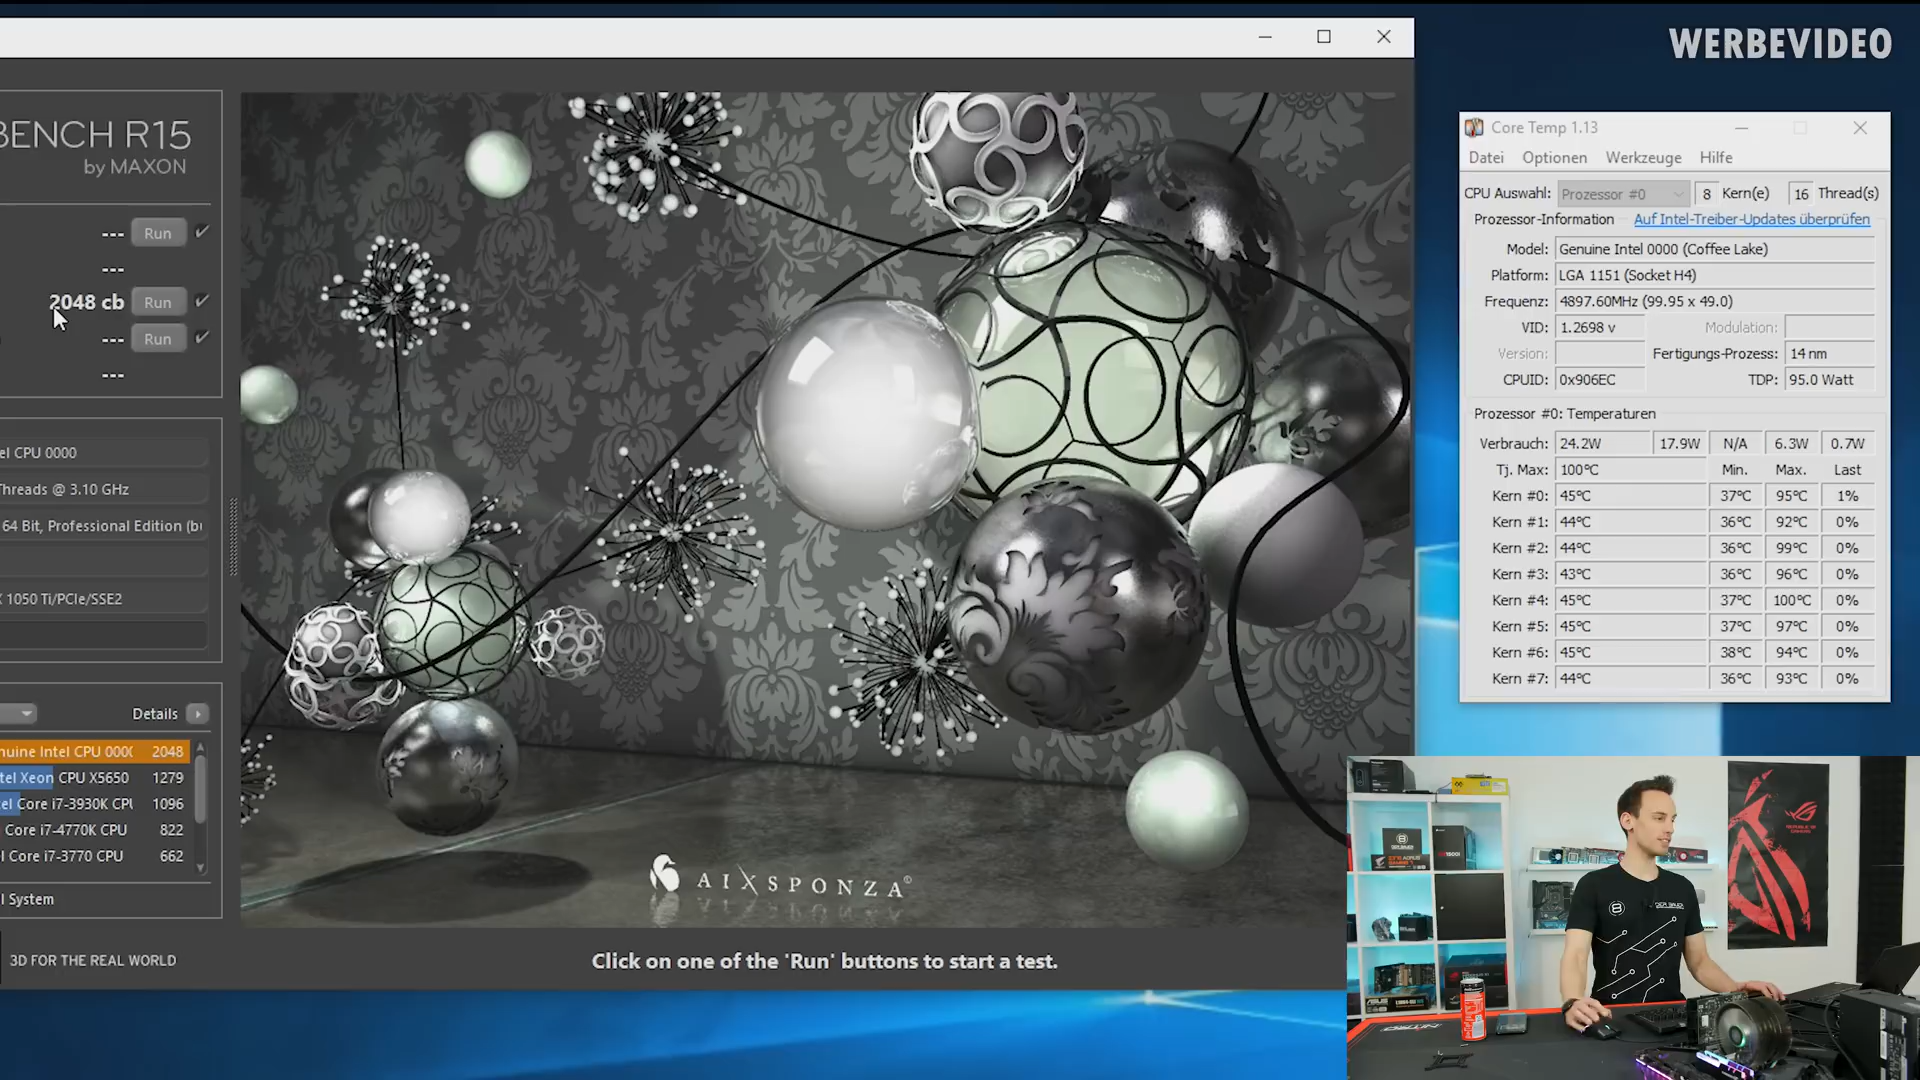 WERBEVIDEO
BENCH R15
by MAXON
--- Run
---
2048 cb Run
--- Run
---
el CPU 0000
Threads @ 3.10 GHz
64 Bit, Professional Edition (bu
X 1050 Ti/PCIe/SSE2
Details
nuine Intel CPU 000( 2048
tel Xeon CPU X5650 1279
el Core i7-3930K CPU 1096
Core i7-4770K CPU 822
l Core i7-3770 CPU 662
l System
3D FOR THE REAL WORLD
AIXSPONZA©
Click on one of the 'Run' buttons to start a test.
Core Temp 1.13
Datei Optionen Werkzeuge Hilfe
CPU Auswahl: Prozessor #0 8 Kern(e) 16 Thread(s)
Prozessor-Information Auf Intel-Treiber-Updates überprüfen
Model: Genuine Intel 0000 (Coffee Lake)
Platform: LGA 1151 (Socket H4)
Frequenz: 4897.60MHz (99.95 x 49.0)
VID: 1.2698 v Modulation:
Version: Fertigungs-Prozess: 14 nm
CPUID: 0x906EC TDP: 95.0 Watt
Prozessor #0: Temperaturen
Verbrauch: 24.2W 17.9W N/A 6.3W 0.7W
Tj. Max: 100°C Min. Max. Last
Kern #0: 45°C 37°C 95°C 1%
Kern #1: 44°C 36°C 92°C 0%
Kern #2: 44°C 36°C 99°C 0%
Kern #3: 43°C 36°C 96°C 0%
Kern #4: 45°C 37°C 100°C 0%
Kern #5: 45°C 37°C 97°C 0%
Kern #6: 45°C 38°C 94°C 0%
Kern #7: 44°C 36°C 93°C 0%
DER BAUER